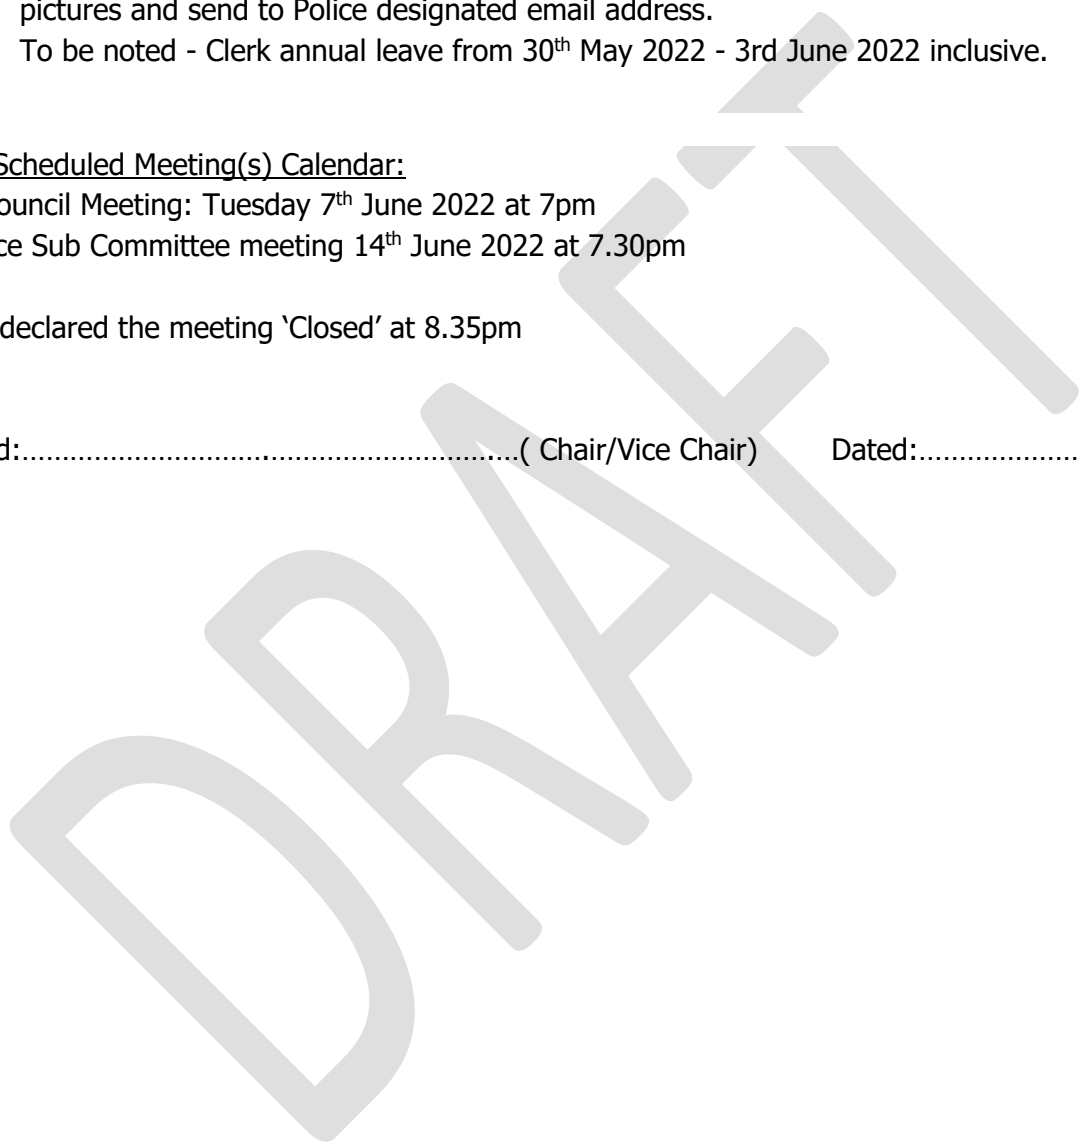 pictures and send to Police designated email address.
To be noted - Clerk annual leave from 30th May 2022 - 3rd June 2022 inclusive.
Scheduled Meeting(s) Calendar:
ouncil Meeting: Tuesday 7th June 2022 at 7pm
ce Sub Committee meeting 14th June 2022 at 7.30pm
declared the meeting ‘Closed’ at 8.35pm
d:………………………….………………………….…( Chair/Vice Chair) Dated:………………..
DRAFT